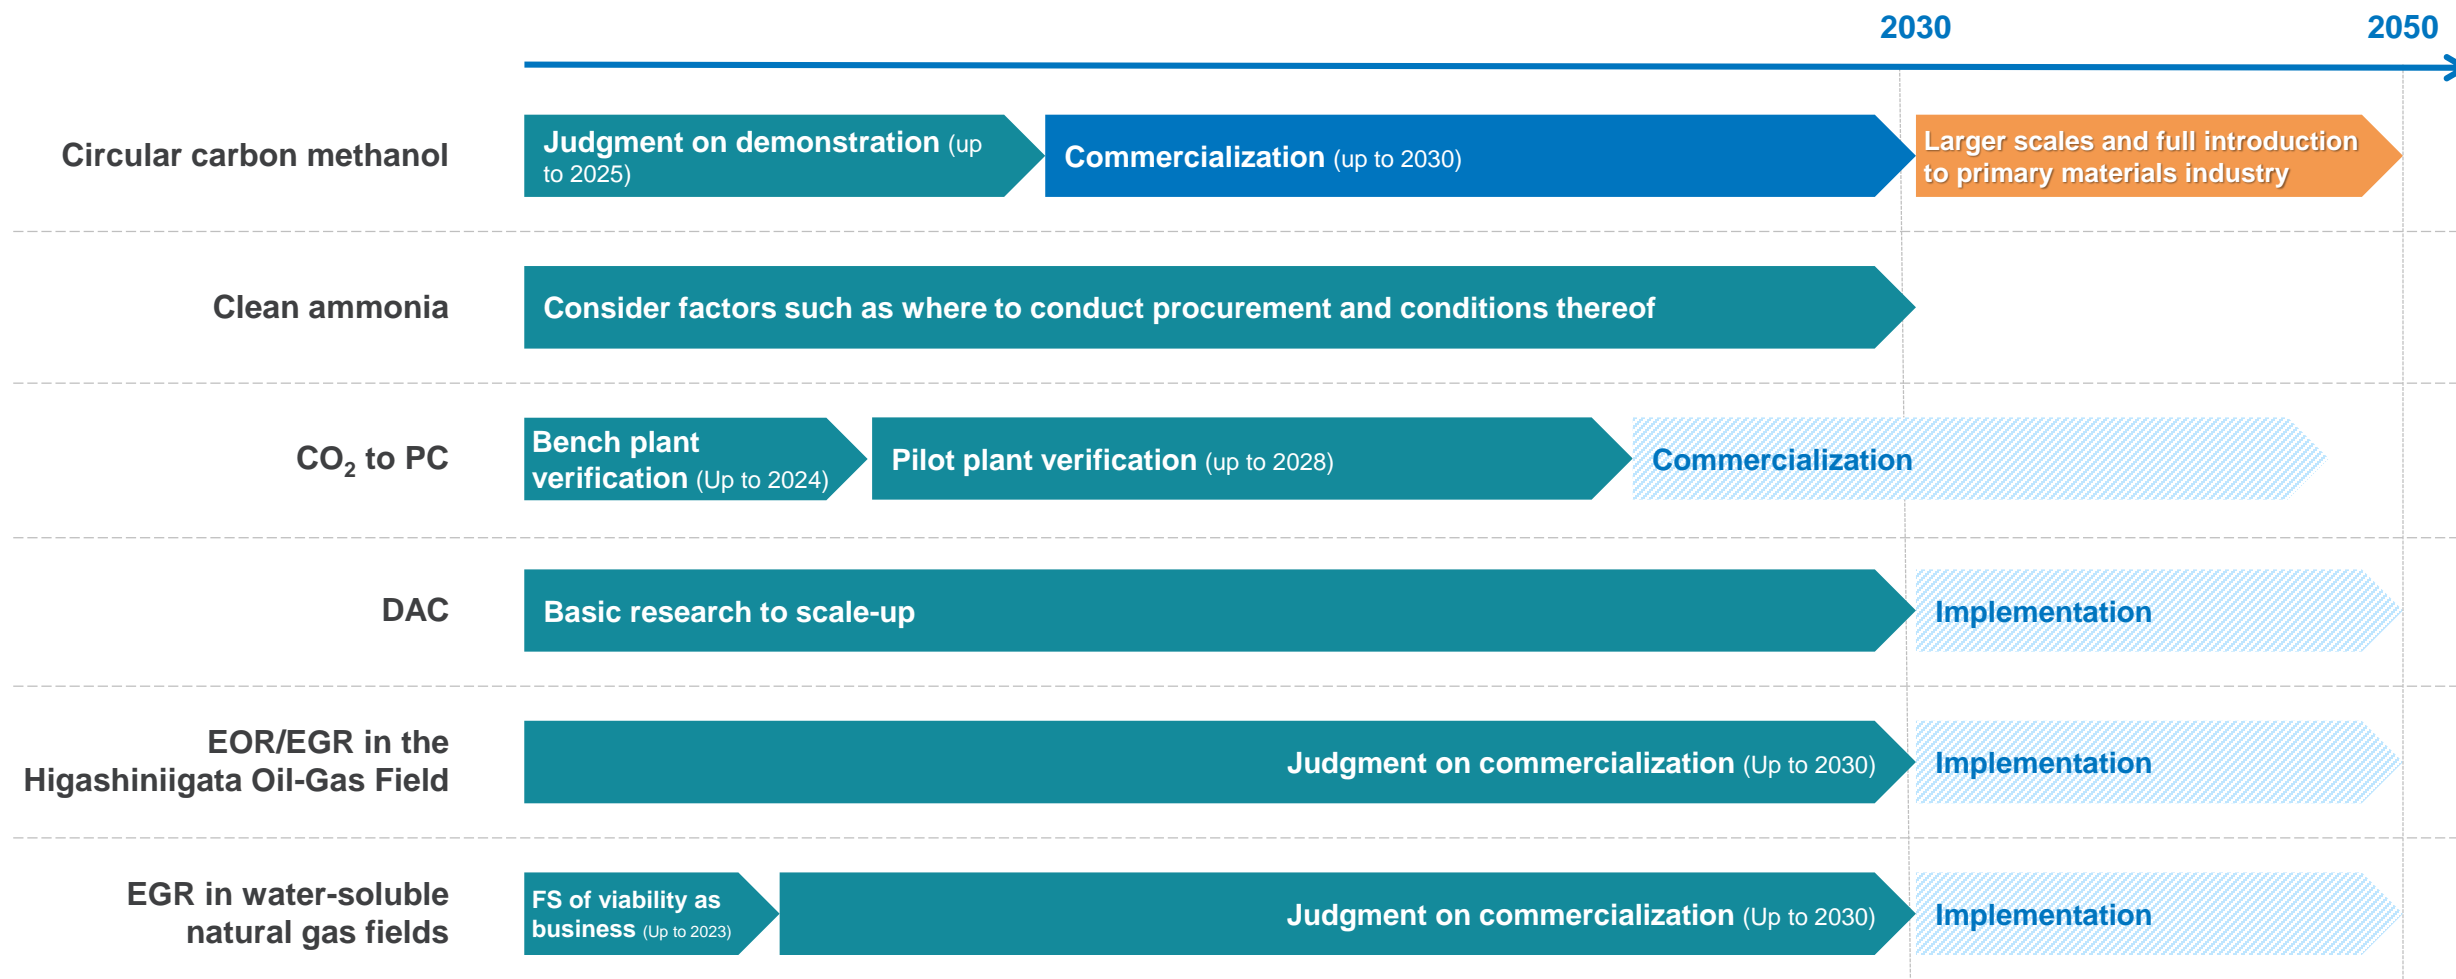 2030
2050
Circular carbon methanol
Judgment on demonstration (up
to 2025)
Commercialization (up to 2030)
Larger scales and full introduction
to primary materials industry
Clean ammonia
Consider factors such as where to conduct procurement and conditions thereof
CO₂ to PC
Bench plant
verification (Up to 2024)
Pilot plant verification (up to 2028)
Commercialization
DAC
Basic research to scale-up
Implementation
EOR/EGR in the
Higashiniigata Oil-Gas Field
Judgment on commercialization (Up to 2030)
Implementation
EGR in water-soluble
natural gas fields
FS of viability as
business (Up to 2023)
Judgment on commercialization (Up to 2030)
Implementation